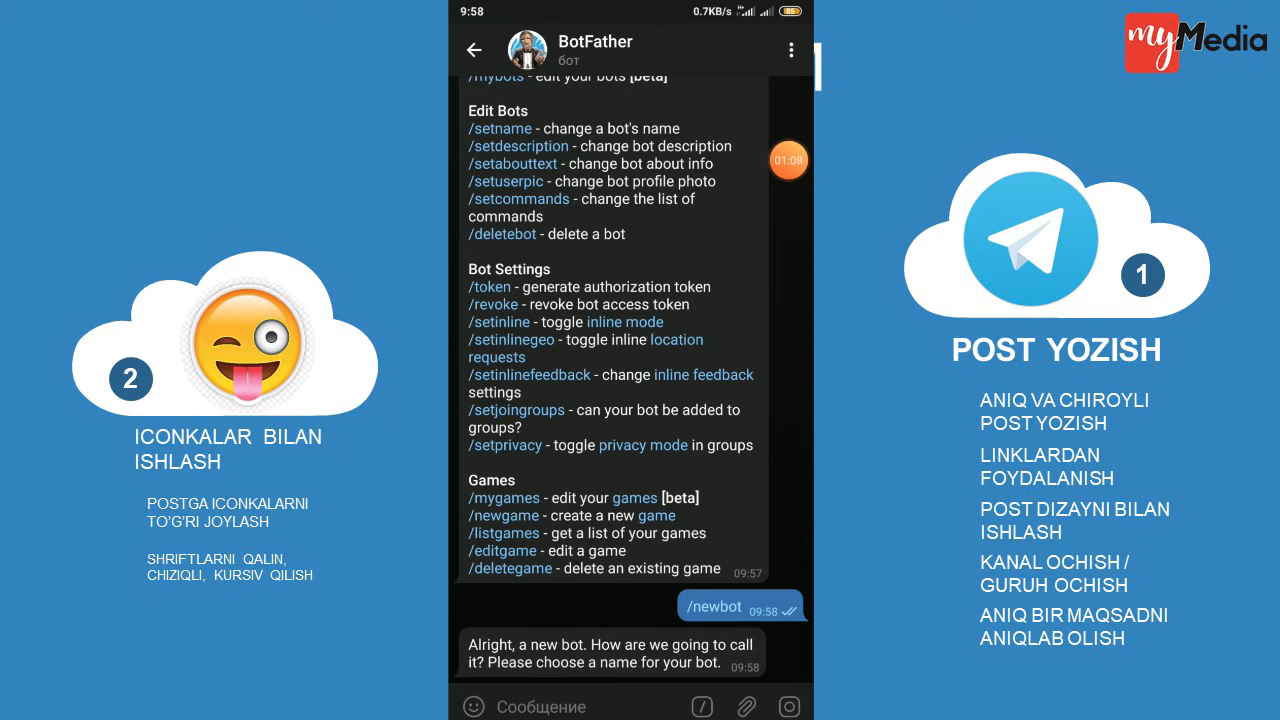 9:58
0.7KB/s
85
BotFather
бот
/mybots - edit your bots [beta]
Edit Bots
/setname - change a bot's name
/setdescription - change bot description
/setabouttext - change bot about info
/setuserpic - change bot profile photo
/setcommands - change the list of
commands
/deletebot - delete a bot
Bot Settings
/token - generate authorization token
/revoke - revoke bot access token
/setinline - toggle inline mode
/setinlinegeo - toggle inline location
requests
/setinlinefeedback - change inline feedback
settings
/setjoingroups - can your bot be added to
groups?
/setprivacy - toggle privacy mode in groups
Games
/mygames - edit your games [beta]
/newgame - create a new game
/listgames - get a list of your games
/editgame - edit a game
/deletegame - delete an existing game
09:57
/newbot 09:58
Alright, a new bot. How are we going to call
it? Please choose a name for your bot.
09:58
Сообщение
01:08
2
ICONKALAR BILAN
ISHLASH
POSTGA ICONKALARNI
TO'G'RI JOYLASH
SHRIFTLARNI QALIN,
CHIZIQLI, KURSIV QILISH
myMedia
1
POST YOZISH
ANIQ VA CHIROYLI
POST YOZISH
LINKLARDAN
FOYDALANISH
POST DIZAYNI BILAN
ISHLASH
KANAL OCHISH /
GURUH OCHISH
ANIQ BIR MAQSADNI
ANIQLAB OLISH